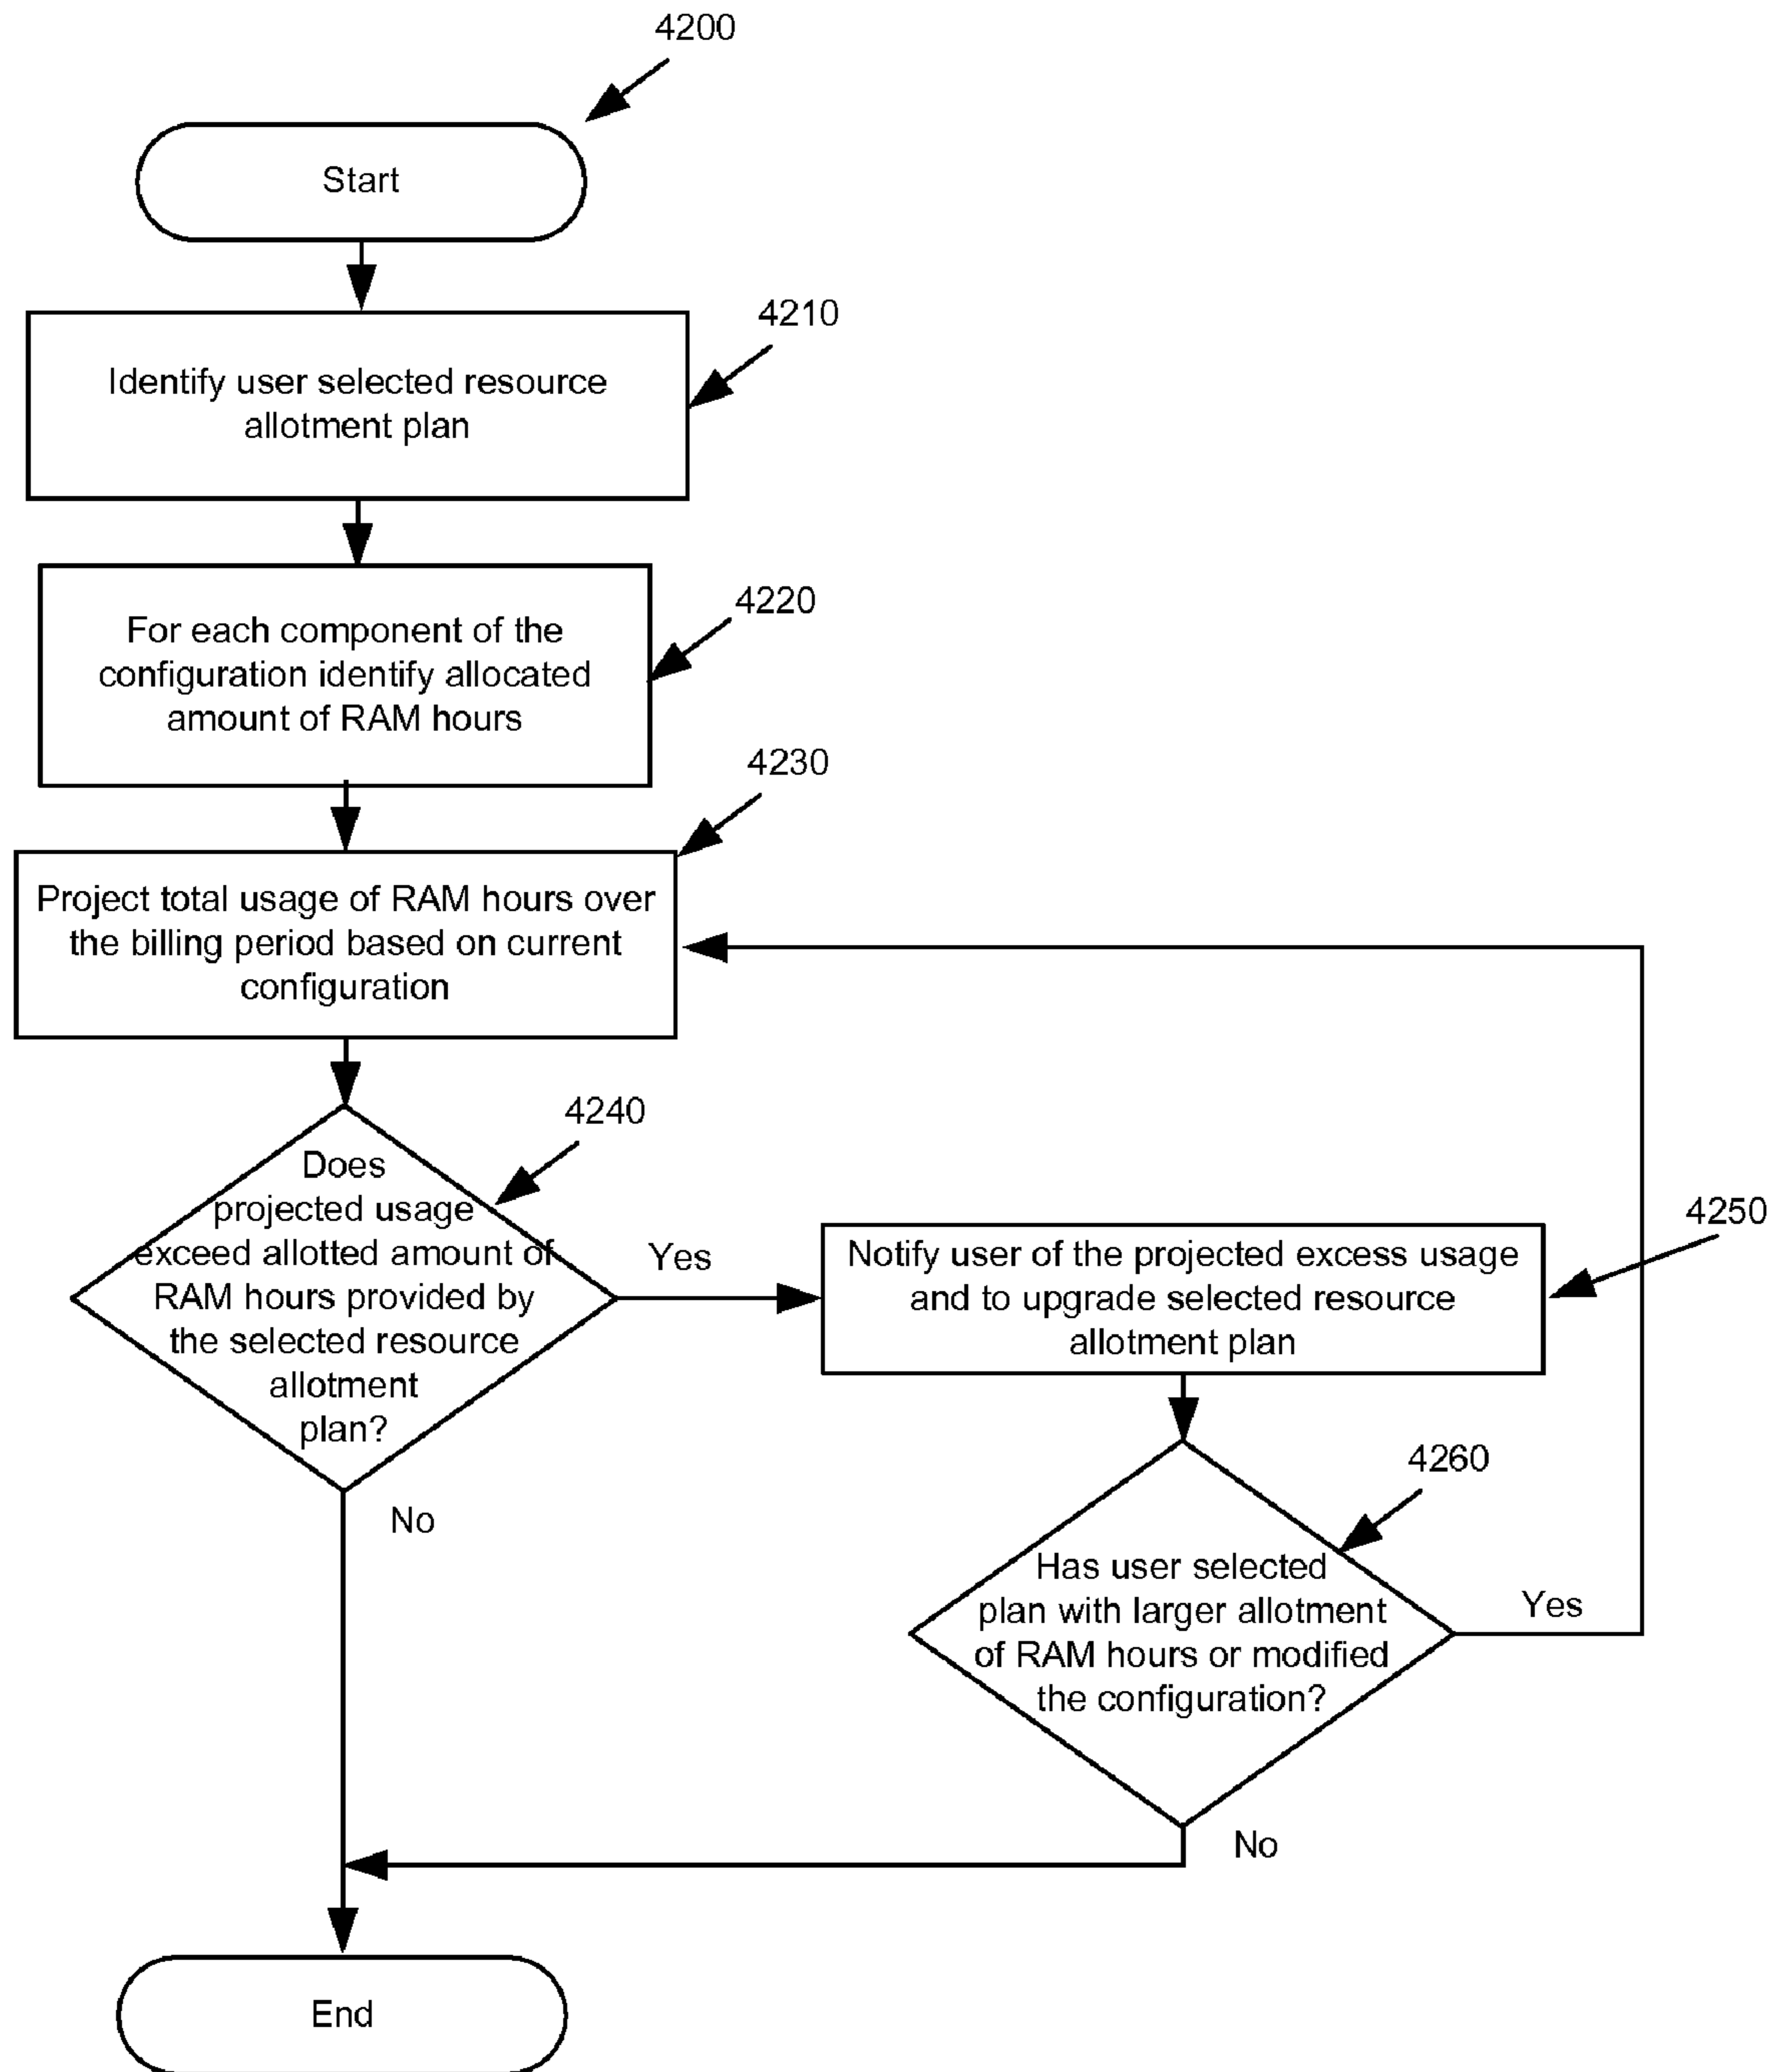 4200
Start
4210
Identify user selected resource
allotment plan
4220
For each component of the
configuration identify allocated
amount of RAM hours
4230
Project total usage of RAM hours over
the billing period based on current
configuration
4240
Does
projected usage
exceed allotted amount of
RAM hours provided by
the selected resource
allotment
plan?
Yes
No
4250
Notify user of the projected excess usage
and to upgrade selected resource
allotment plan
4260
Has user selected
plan with larger allotment
of RAM hours or modified
the configuration?
Yes
No
End